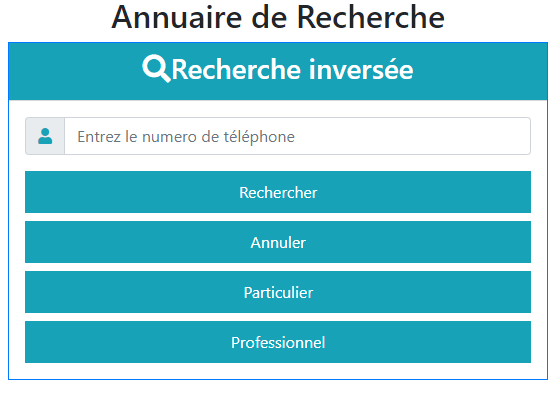 Annuaire de Recherche
Recherche inversée
Entrez le numero de téléphone
Rechercher
Annuler
Particulier
Professionnel